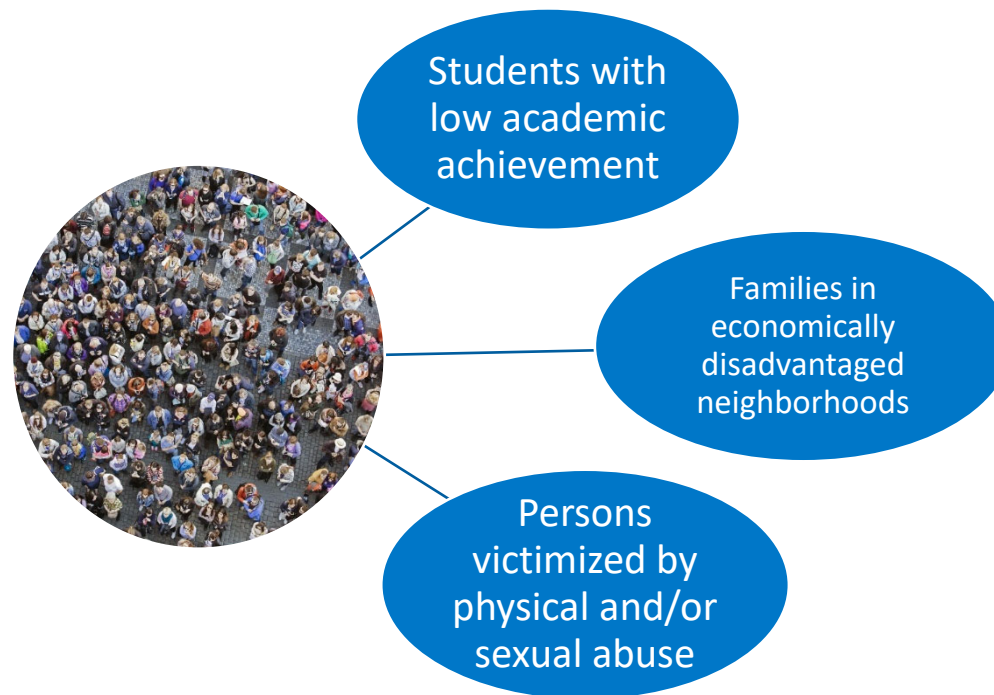 Students with
low academic
achievement
Families in
economically
disadvantaged
neighborhoods
Persons
victimized by
physical and/or
sexual abuse